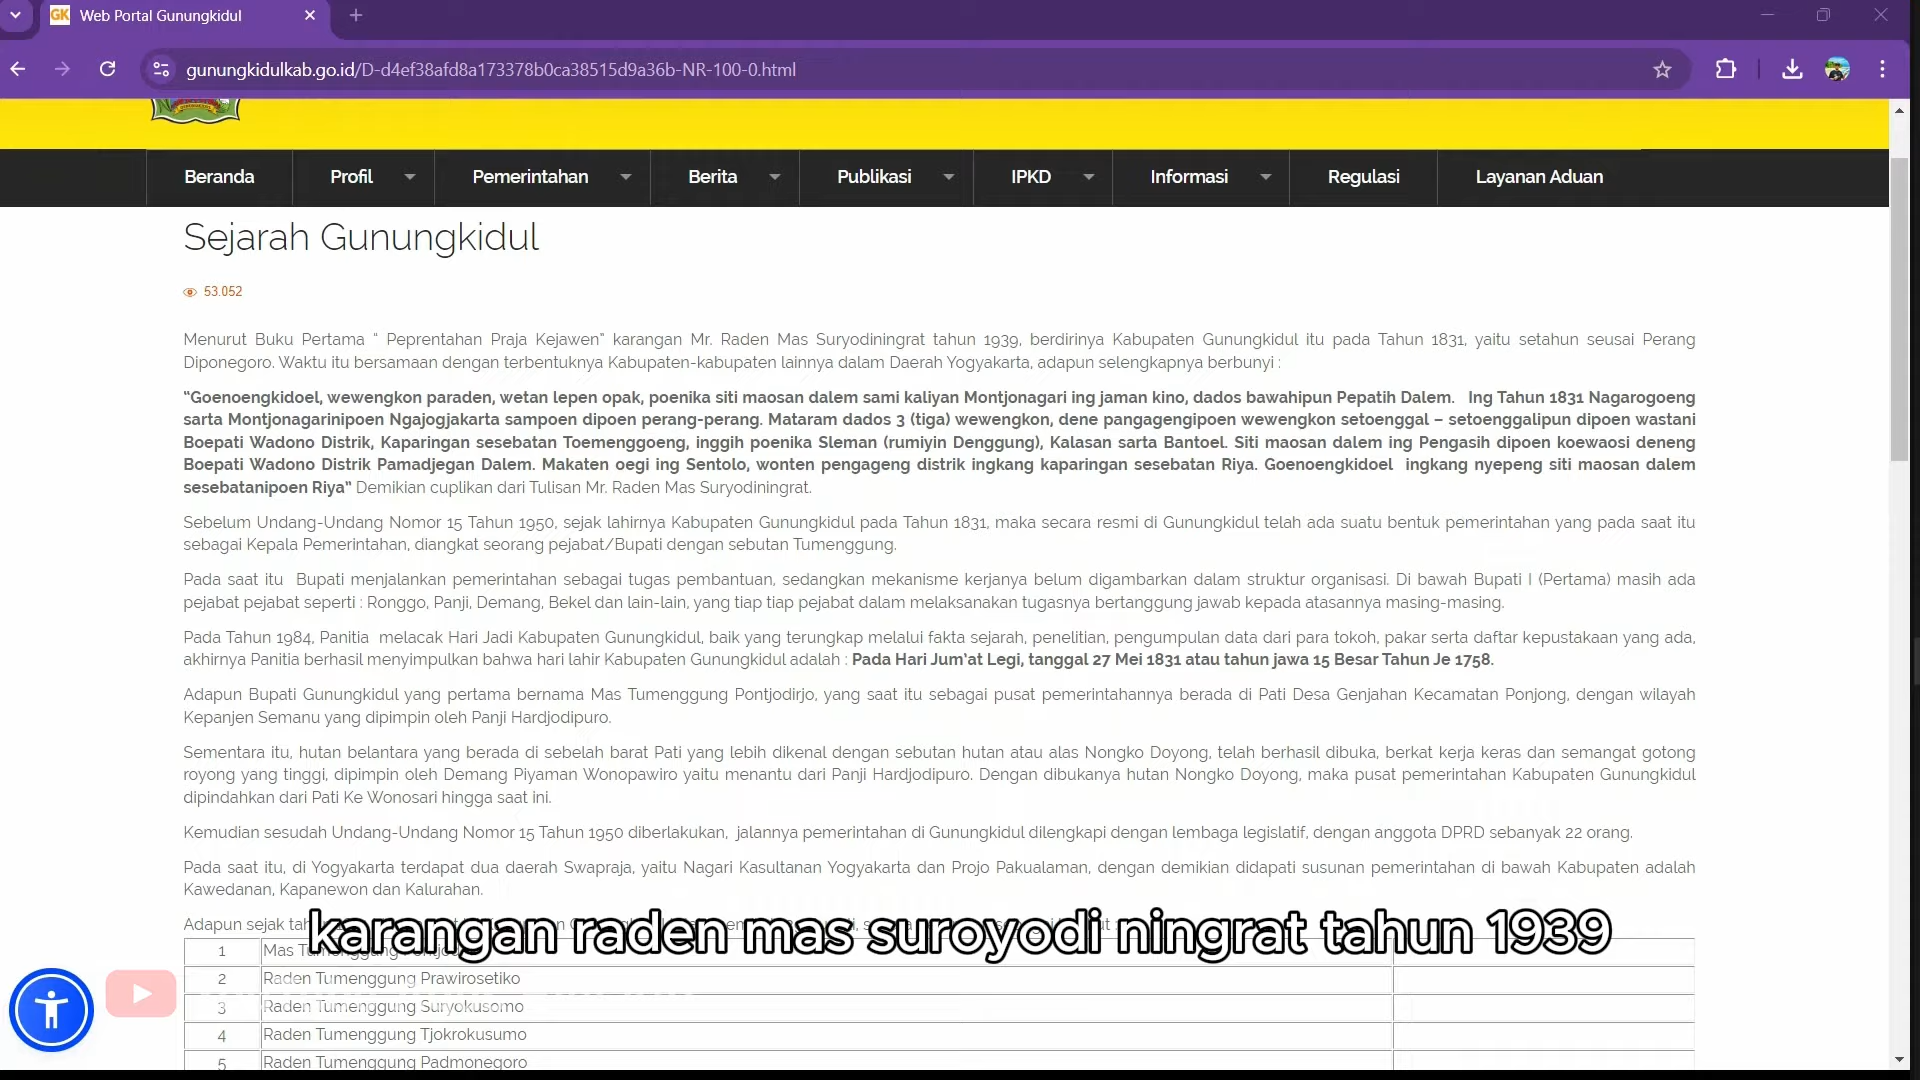 GK Web Portal Gunungkidul
gunungkidulkab.go.id/D-d4ef38afd8a173378b0ca38515d9a36b-NR-100-0.html
Beranda Profil Pemerintahan Berita Publikasi IPKD Informasi Regulasi Layanan Aduan
Sejarah Gunungkidul
53.052
Menurut Buku Pertama “ Peprentahan Praja Kejawen” karangan Mr. Raden Mas Suryodiningrat tahun 1939, berdirinya Kabupaten Gunungkidul itu pada Tahun 1831, yaitu setahun seusai Perang
Diponegoro. Waktu itu bersamaan dengan terbentuknya Kabupaten-kabupaten lainnya dalam Daerah Yogyakarta, adapun selengkapnya berbunyi :
“Goenoengkidoel, wewengkon paraden, wetan lepen opak, poenika siti maosan dalem sami kaliyan Montjonagari ing jaman kino, dados bawahipun Pepatih Dalem. Ing Tahun 1831 Nagarogoeng
sarta Montjonagarinipoen Ngajogjakarta sampoen dipoen perang-perang. Mataram dados 3 (tiga) wewengkon, dene pangagengipoen wewengkon setoenggal – setoenggalipun dipoen wastani
Boepati Wadono Distrik, Kaparingan sesebatan Toemenggoeng, inggih poenika Sleman (rumiyin Denggung), Kalasan sarta Bantoel. Siti maosan dalem ing Pengasih dipoen koewaosi deneng
Boepati Wadono Distrik Pamadjegan Dalem. Makaten oegi ing Sentolo, wonten pengageng distrik ingkang kaparingan sesebatan Riya. Goenoengkidoel ingkang nyepeng siti maosan dalem
sesebatanipoen Riya” Demikian cuplikan dari Tulisan Mr. Raden Mas Suryodiningrat.
Sebelum Undang-Undang Nomor 15 Tahun 1950, sejak lahirnya Kabupaten Gunungkidul pada Tahun 1831, maka secara resmi di Gunungkidul telah ada suatu bentuk pemerintahan yang pada saat itu
sebagai Kepala Pemerintahan, diangkat seorang pejabat/Bupati dengan sebutan Tumenggung.
Pada saat itu Bupati menjalankan pemerintahan sebagai tugas pembantuan, sedangkan mekanisme kerjanya belum digambarkan dalam struktur organisasi. Di bawah Bupati I (Pertama) masih ada
pejabat pejabat seperti : Ronggo, Panji, Demang, Bekel dan lain-lain, yang tiap tiap pejabat dalam melaksanakan tugasnya bertanggung jawab kepada atasannya masing-masing.
Pada Tahun 1984, Panitia melacak Hari Jadi Kabupaten Gunungkidul, baik yang terungkap melalui fakta sejarah, penelitian, pengumpulan data dari para tokoh, pakar serta daftar kepustakaan yang ada,
akhirnya Panitia berhasil menyimpulkan bahwa hari lahir Kabupaten Gunungkidul adalah : Pada Hari Jum’at Legi, tanggal 27 Mei 1831 atau tahun jawa 15 Besar Tahun Je 1758.
Adapun Bupati Gunungkidul yang pertama bernama Mas Tumenggung Pontjodirjo, yang saat itu sebagai pusat pemerintahannya berada di Pati Desa Genjahan Kecamatan Ponjong, dengan wilayah
Kepanjen Semanu yang dipimpin oleh Panji Hardjodipuro.
Sementara itu, hutan belantara yang berada di sebelah barat Pati yang lebih dikenal dengan sebutan hutan atau alas Nongko Doyong, telah berhasil dibuka, berkat kerja keras dan semangat gotong
royong yang tinggi, dipimpin oleh Demang Piyaman Wonopawiro yaitu menantu dari Panji Hardjodipuro. Dengan dibukanya hutan Nongko Doyong, maka pusat pemerintahan Kabupaten Gunungkidul
dipindahkan dari Pati Ke Wonosari hingga saat ini.
Kemudian sesudah Undang-Undang Nomor 15 Tahun 1950 diberlakukan, jalannya pemerintahan di Gunungkidul dilengkapi dengan lembaga legislatif, dengan anggota DPRD sebanyak 22 orang.
Pada saat itu, di Yogyakarta terdapat dua daerah Swapraja, yaitu Nagari Kasultanan Yogyakarta dan Projo Pakualaman, dengan demikian didapati susunan pemerintahan di bawah Kabupaten adalah
Kawedanan, Kapanewon dan Kalurahan.
Adapun sejak
karangan raden mas suroyodi ningrat tahun 1939
1 Mas Tumenggung
2 Raden Tumenggung Prawirosetiko
3 Raden Tumenggung Suryokusomo
4 Raden Tumenggung Tjokrokusumo
5 Raden Tumenggung Padmonegoro